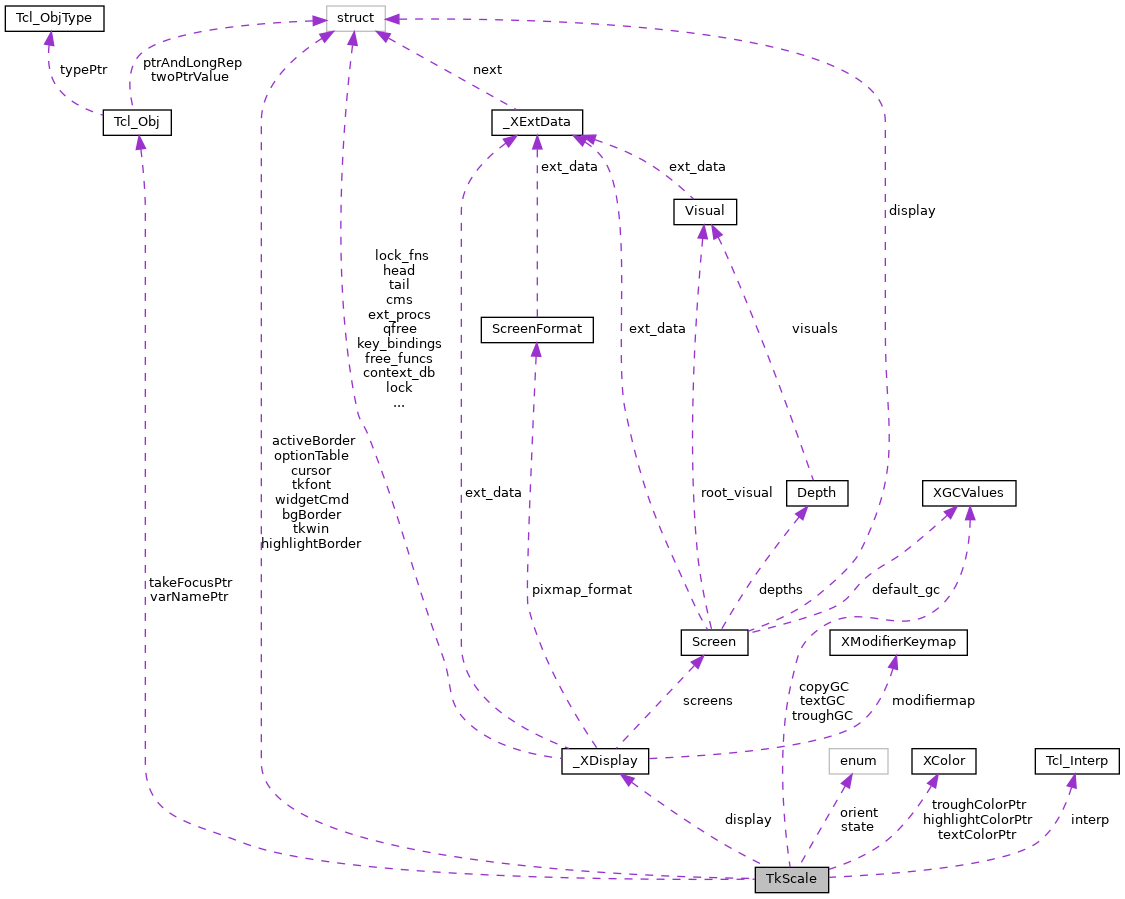 Tcl_ObjType
struct
typePtr
ptrAndLongRep
twoPtrValue
next
Tcl_Obj
_XExtData
ext_data
ext_data
Visual
display
lock_fns
head
tail
cms
ext_procs
qfree
key_bindings
free_funcs
context_db
lock
...
ScreenFormat
ext_data
visuals
activeBorder
optionTable
cursor
tkfont
widgetCmd
bgBorder
tkwin
highlightBorder
ext_data
root_visual
Depth
XGCValues
takeFocusPtr
varNamePtr
pixmap_format
depths
default_gc
Screen
XModifierKeymap
copyGC
textGC
troughGC
screens
modifiermap
_XDisplay
enum
XColor
Tcl_Interp
display
orient
state
troughColorPtr
highlightColorPtr
textColorPtr
interp
TkScale